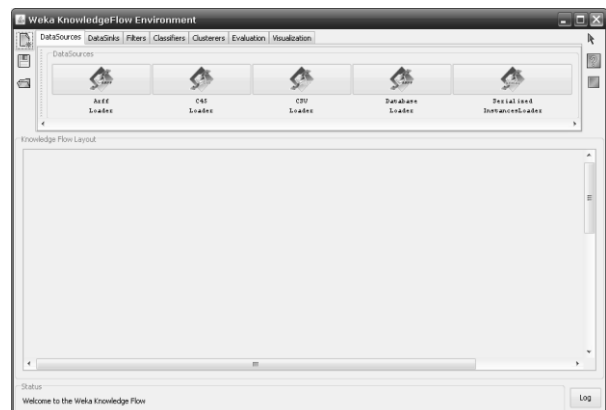 Weka KnowledgeFlow Environment
DataSources DataSinks Filters Classifiers Clusterers Evaluation Visualization
DataSources
Arff Loader
C45 Loader
CSV Loader
Database Loader
Serialized InstancesLoader
Knowledge Flow Layout
Status
Welcome to the Weka Knowledge Flow
Log